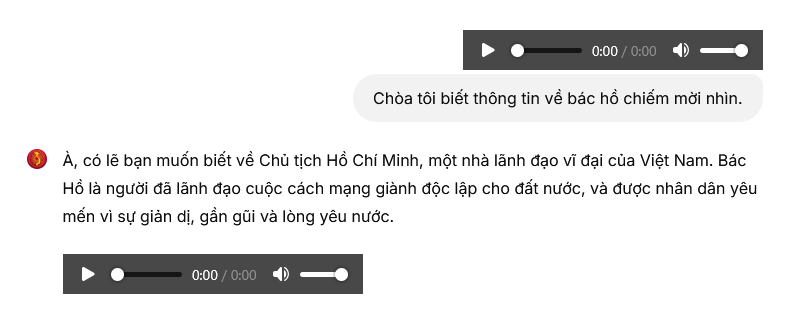 0:00 / 0:00
Chòa tôi biết thông tin về bác hồ chiếm mời nhìn.
À, có lẽ bạn muốn biết về Chủ tịch Hồ Chí Minh, một nhà lãnh đạo vĩ đại của Việt Nam. Bác
Hồ là người đã lãnh đạo cuộc cách mạng giành độc lập cho đất nước, và được nhân dân yêu
mến vì sự giản dị, gần gũi và lòng yêu nước.
0:00 / 0:00